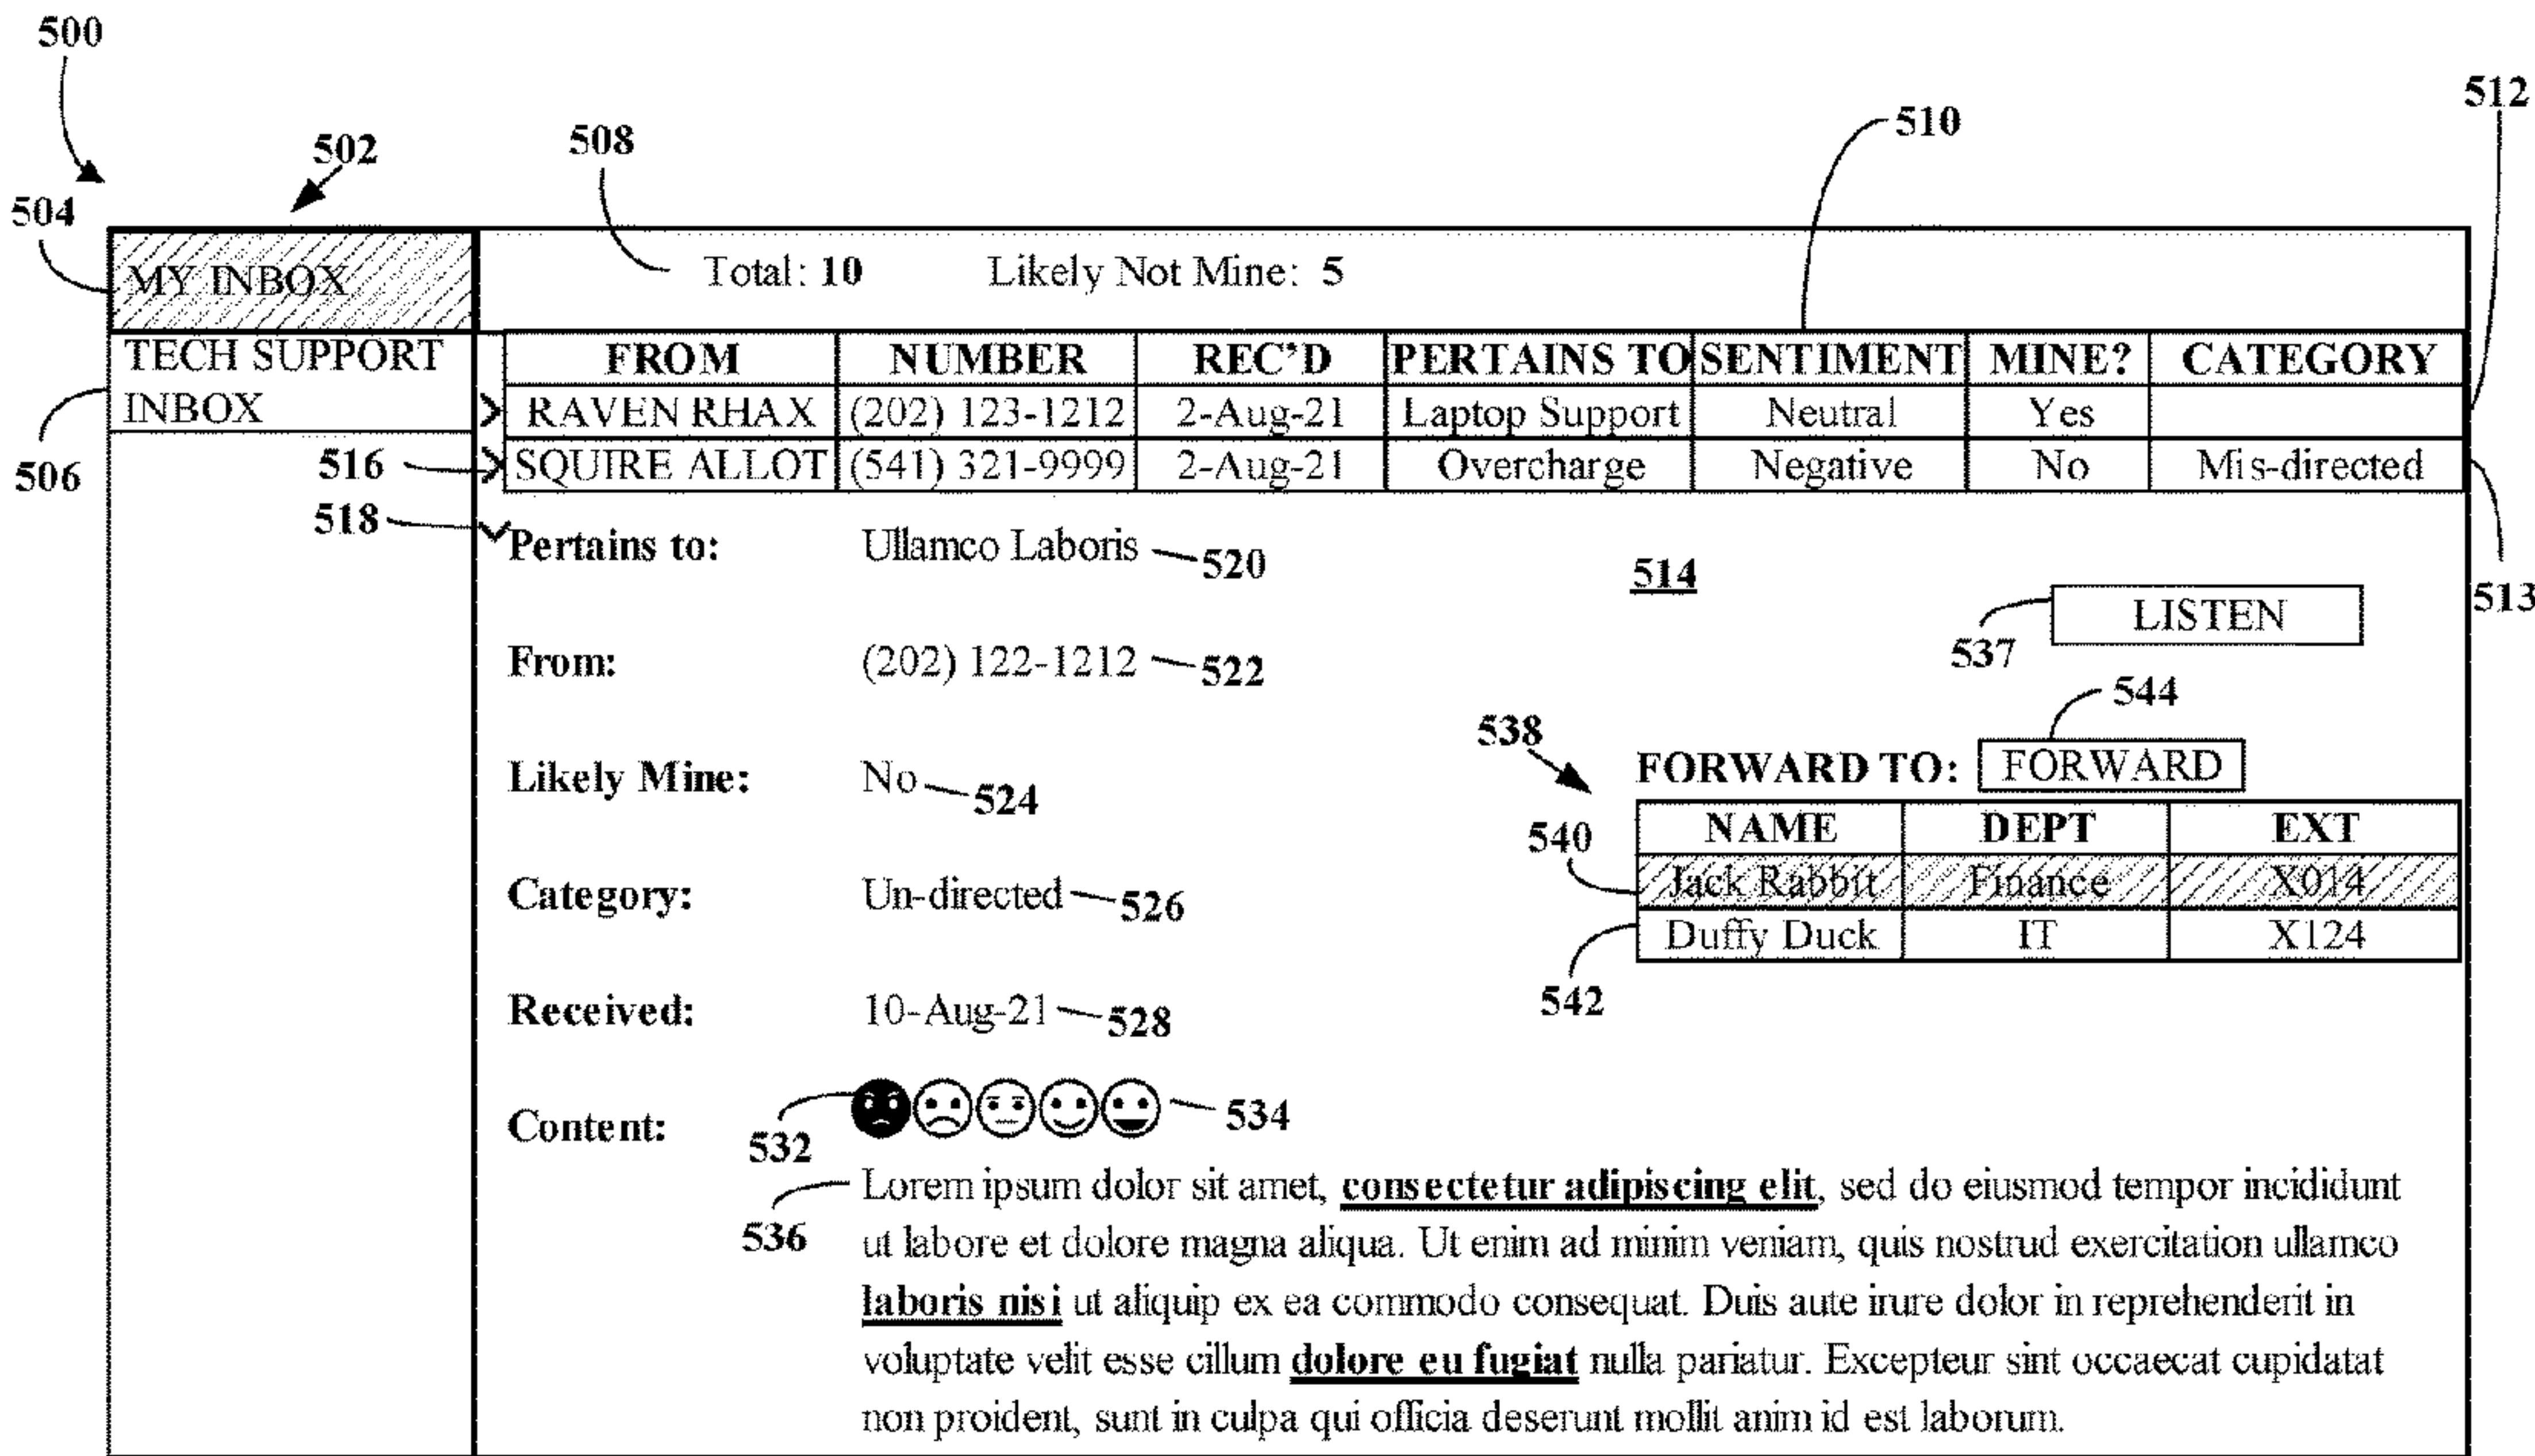 500
512
510
508
502
504
MY INBOX
Total: 10 Likely Not Mine: 5
TECH SUPPORT
INBOX
506
FROM NUMBER REC’D PERTAINS TO SENTIMENT MINE? CATEGORY
RAVEN RHAX (202) 123-1212 2-Aug-21 Laptop Support Neutral Yes
516 SQUIRE ALLOT (541) 321-9999 2-Aug-21 Overcharge Negative No Mis-directed
518
Pertains to: Ullamco Laboris 520
514
513
LISTEN
537
From: (202) 122-1212 522
544
538
FORWARD TO: FORWARD
Likely Mine: No 524
NAME DEPT EXT
540
Jack Rabbit Finance X014
Category: Un-directed 526
Duffy Duck IT X124
542
Received: 10-Aug-21 528
Content: 532 534
536
Lorem ipsum dolor sit amet, consectetur adipiscing elit, sed do eiusmod tempor incididunt
ut labore et dolore magna aliqua. Ut enim ad minim veniam, quis nostrud exercitation ullamco
laboris nisi ut aliquip ex ea commodo consequat. Duis aute irure dolor in reprehenderit in
voluptate velit esse cillum dolore eu fugiat nulla pariatur. Excepteur sint occaecat cupidatat
non proident, sunt in culpa qui officia deserunt mollit anim id est laborum.